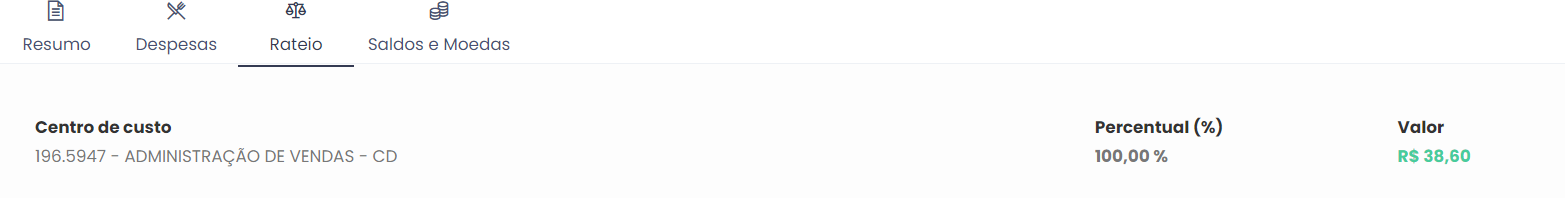 Resumo Despesas Rateio Saldos e Moedas
Centro de custo Percentual (%) Valor
196.5947 - ADMINISTRAÇÃO DE VENDAS - CD 100,00 % R$ 38,60